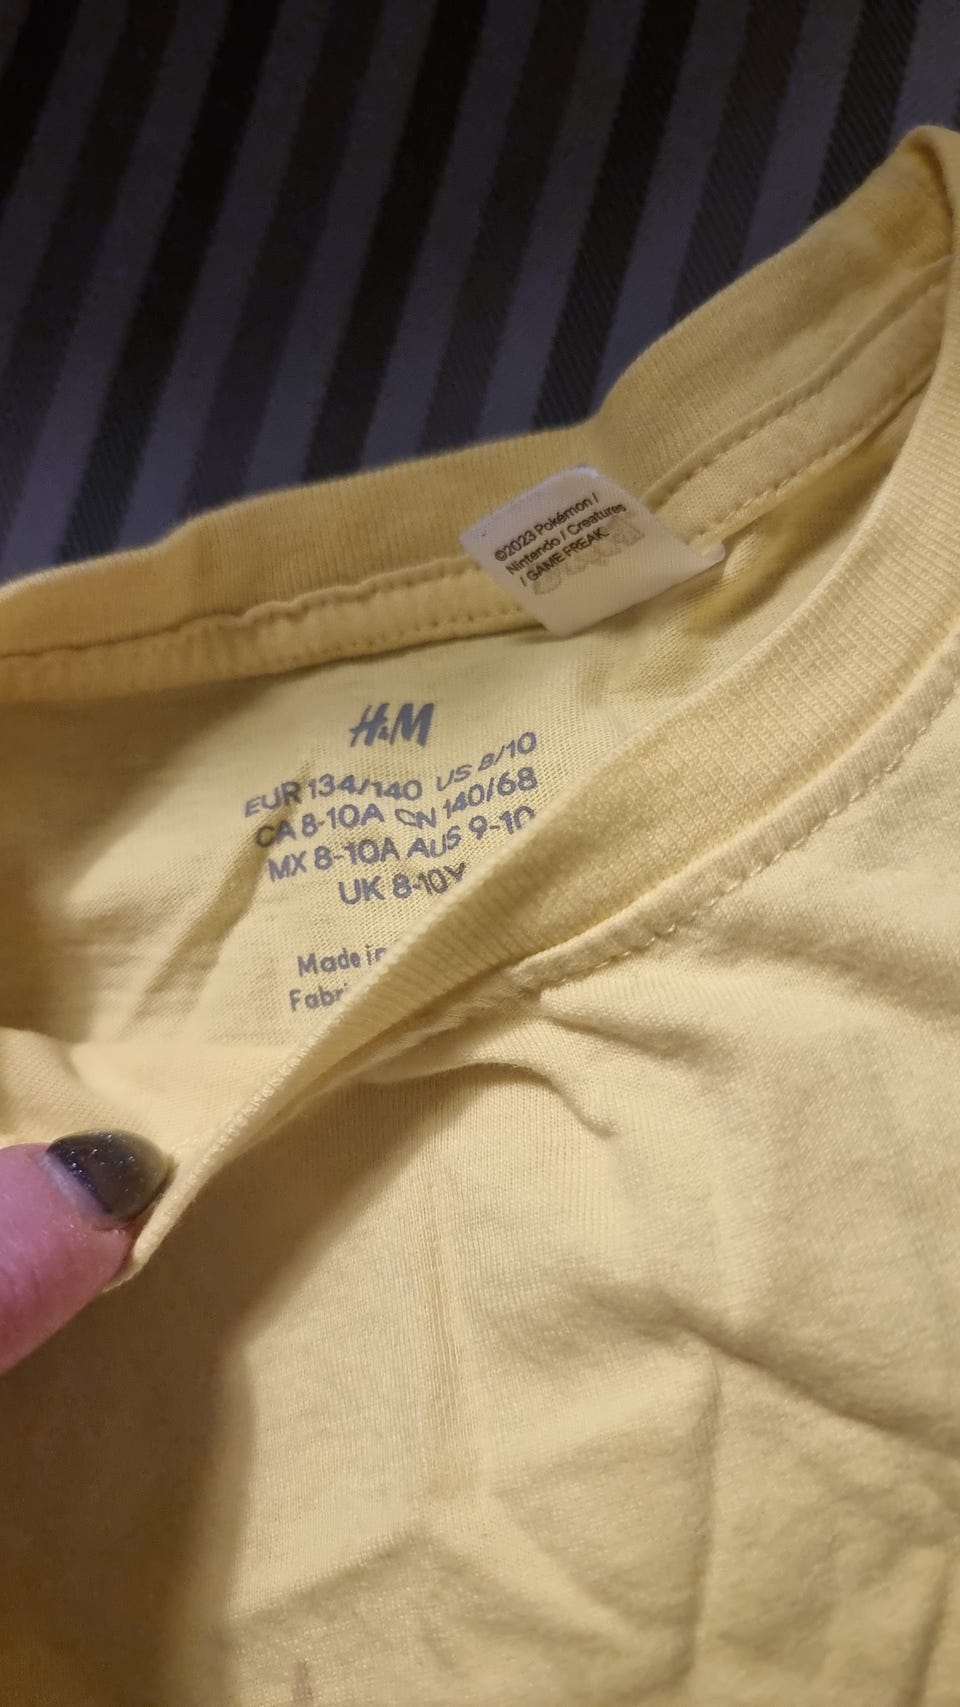 ©2023 Pokémon /
Nintendo / Creatures
/ GAME FREAK.
H&M
EUR 134/140 US 8/10
CA 8-10A CN 140/68
MX 8-10A AUS 9-10
UK 8-10Y
Made in